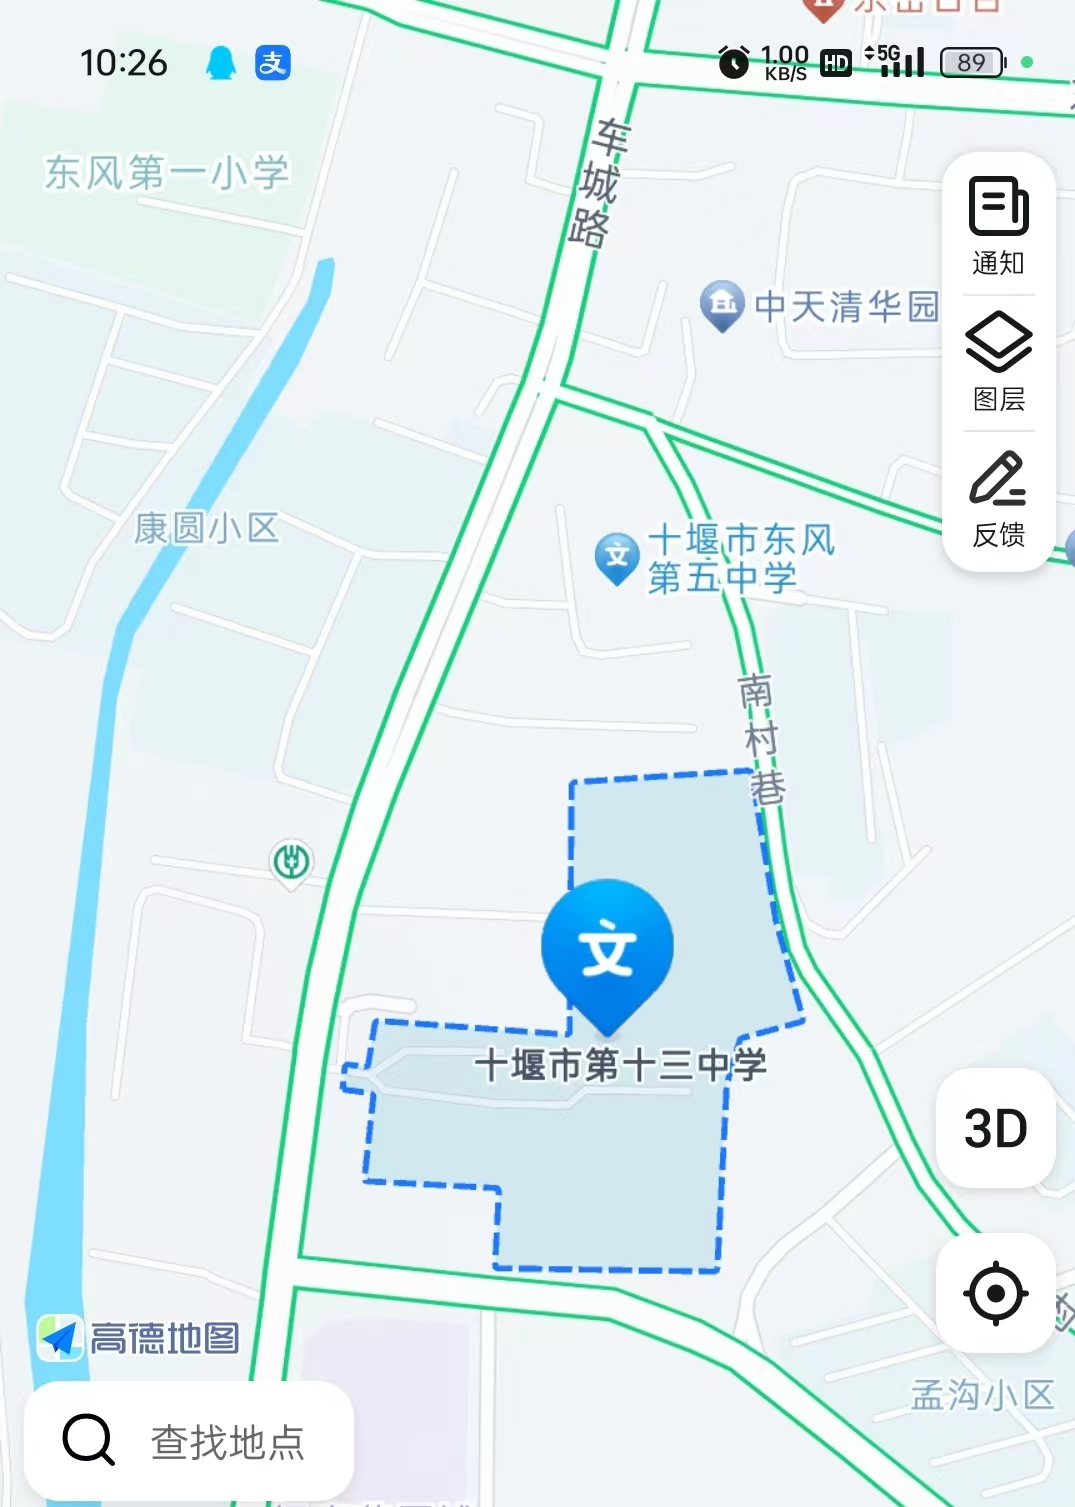 10:26
支
1.00
KB/S
HD
5G
89
东风第一小学
车城路
通知
中天清华园
图层
反馈
康圆小区
文
十堰市东风
第五中学
南村巷
文
十堰市第十三中学
3D
高德地图
孟沟小区
查找地点